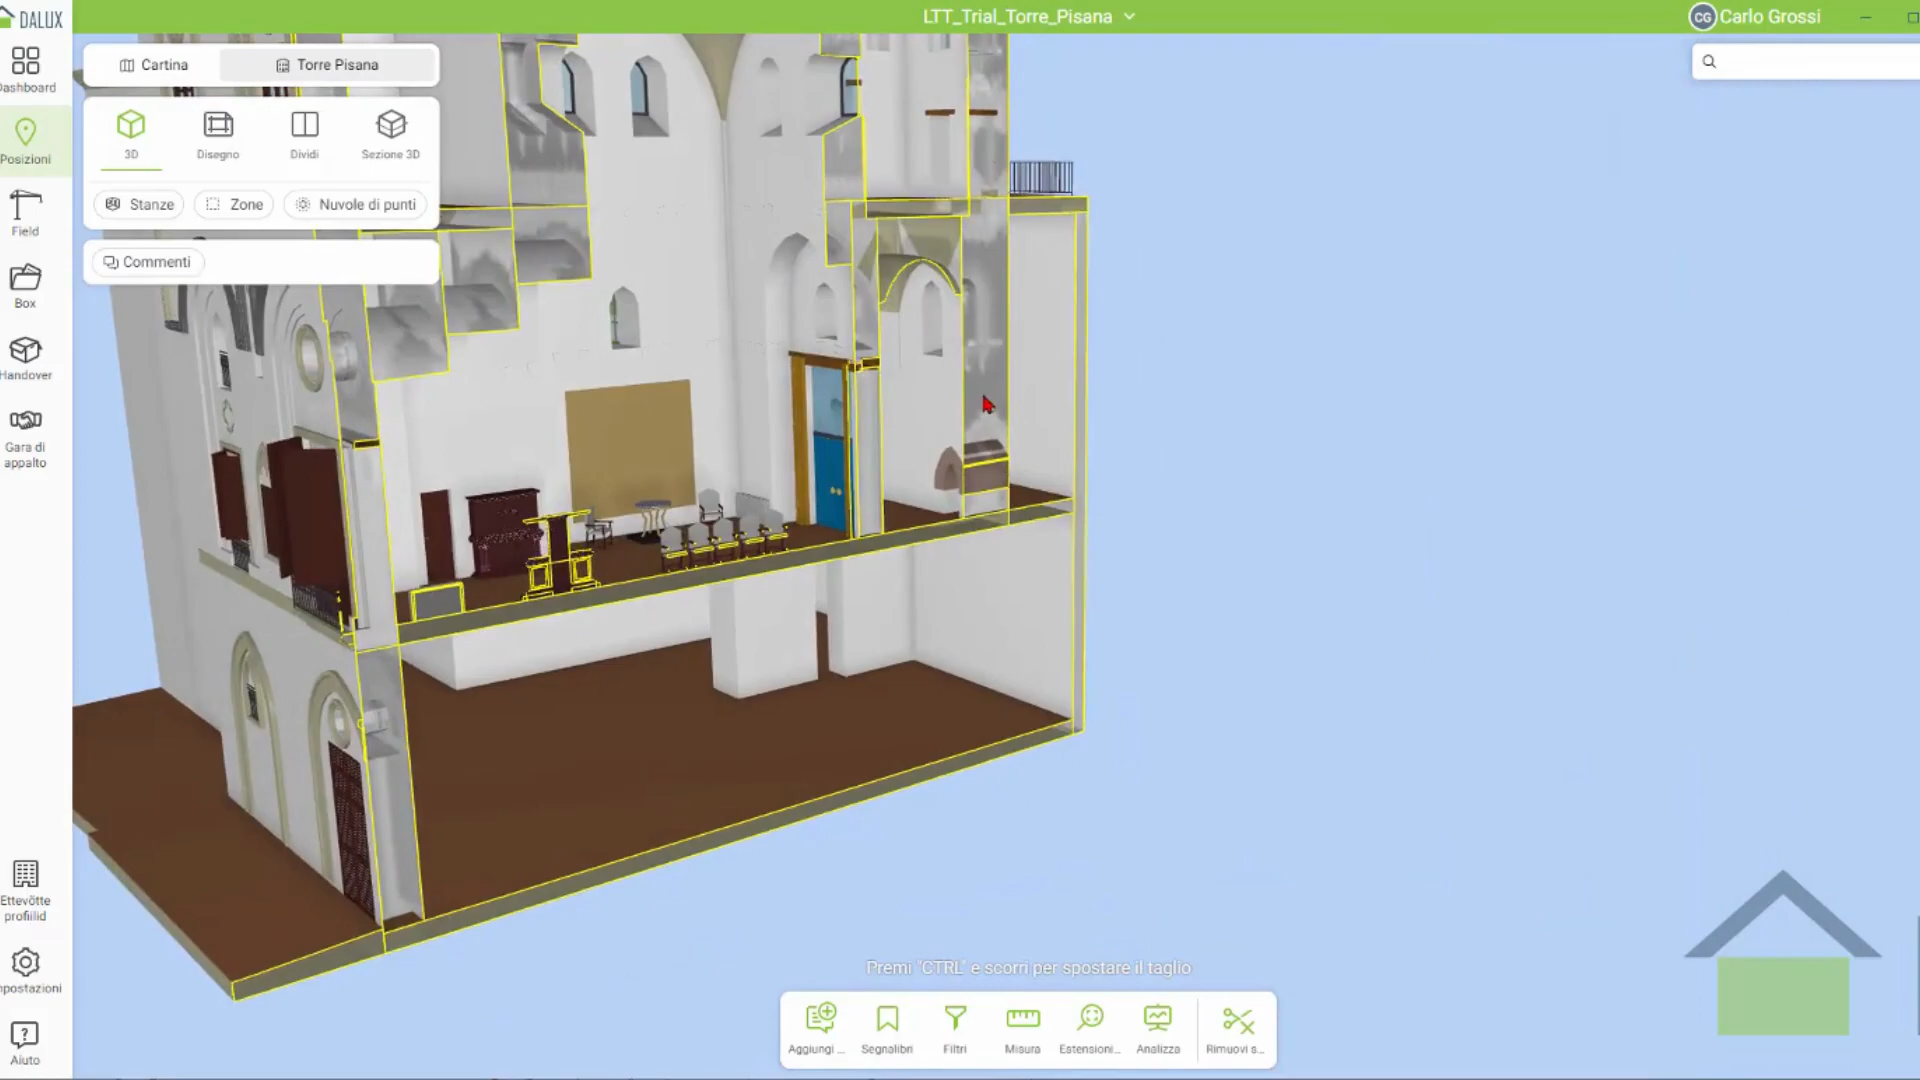 DALUX
LTT_Trial_Torre_Pisana
CG Carlo Grossi
Dashboard
Posizioni
Field
Box
Handover
Gara di
appalto
Ettevõtte
profiilid
mpostazioni
Aiuto
Cartina
Torre Pisana
3D
Disegno
Dividi
Sezione 3D
Stanze
Zone
Nuvole di punti
Commenti
Premi "CTRL" e scorri per spostare il taglio
Aggiungi ...
Segnalibri
Filtri
Misura
Estensioni...
Analizza
Rimuovi s...